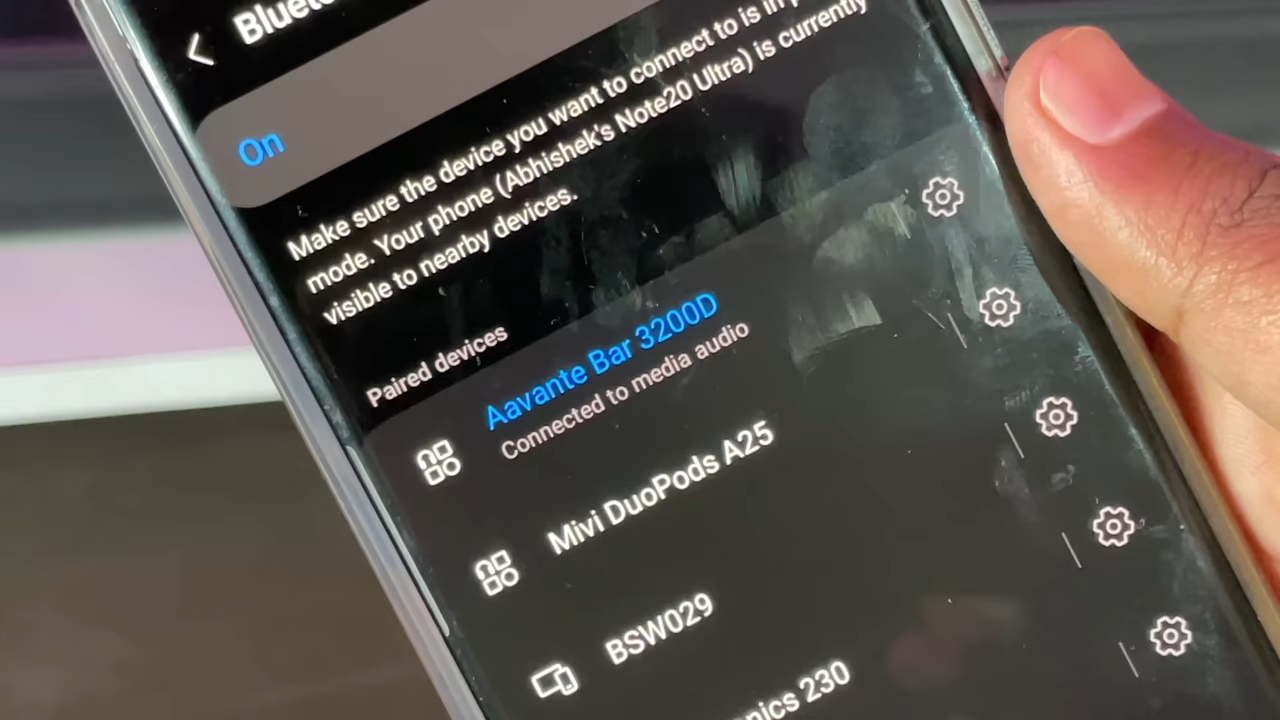 On
Make sure the device you want to connect to is in
mode. Your phone (Abhishek's Note20 Ultra) is currently
visible to nearby devices.
Paired devices
Aavante Bar 3200D
Connected to media audio
Mivi DuoPods A25
BSW029
230